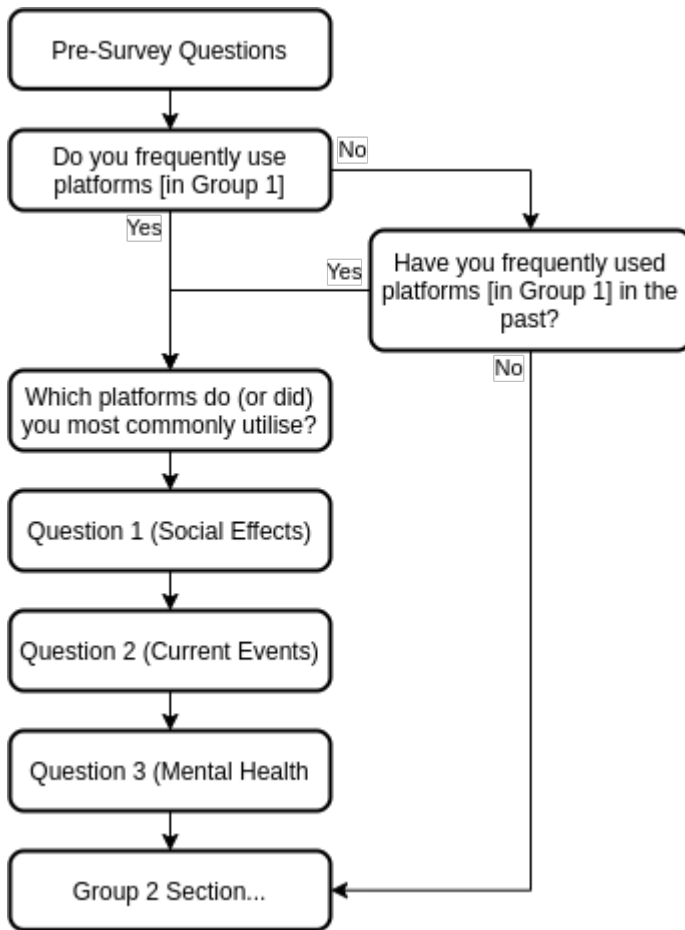 Pre-Survey Questions
Do you frequently use
platforms [in Group 1]
No
Yes
Yes
Have you frequently used
platforms [in Group 1] in the
past?
No
Which platforms do (or did)
you most commonly utilise?
Question 1 (Social Effects)
Question 2 (Current Events)
Question 3 (Mental Health
Group 2 Section...